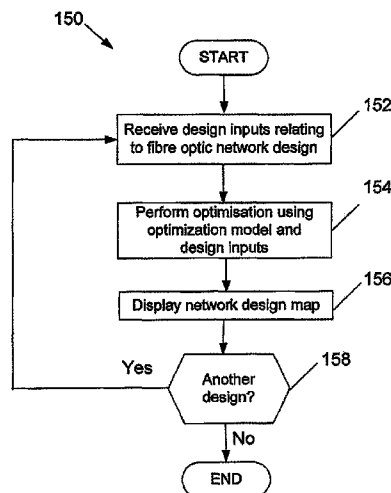 150
START
152
Receive design inputs relating
to fibre optic network design
154
Perform optimisation using
optimization model and
design inputs
156
Display network design map
158
Yes
Another
design?
No
END